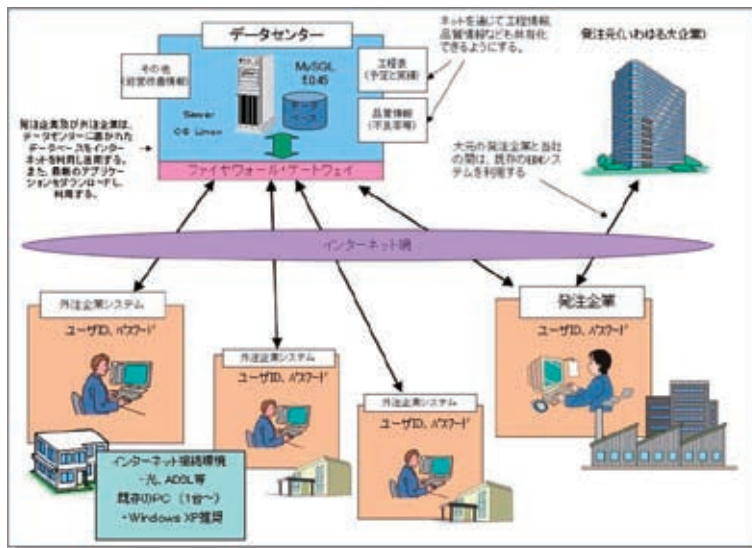 データセンター
その他
(経営改善情報)
MySQL
5.0.45
データ
ベース
Server
OS Linux
ファイヤウォール・ゲートウェイ
工程表
(予定と実績)
品質情報
(不良率等)
ネットを通じて工程情報、
品質情報なども共有化
できるようにする。
発注元(いわゆる大企業)
発注企業及び外注企業は、
データセンターに置かれた
データベースをインター
ネットを利用し活用する。
また、最新のアプリケー
ションをダウンロードし、
利用する。
大元の発注企業と当社
の間は、既存のEDIシス
テムを利用する
インターネット網
外注企業システム
ユーザID、パスワード
外注企業システム
ユーザID、パスワード
外注企業システム
ユーザID、パスワード
発注企業
ユーザID、パスワード
インターネット接続環境
・光、ADSL等
既存のPC (1台～)
・Windows XP推奨